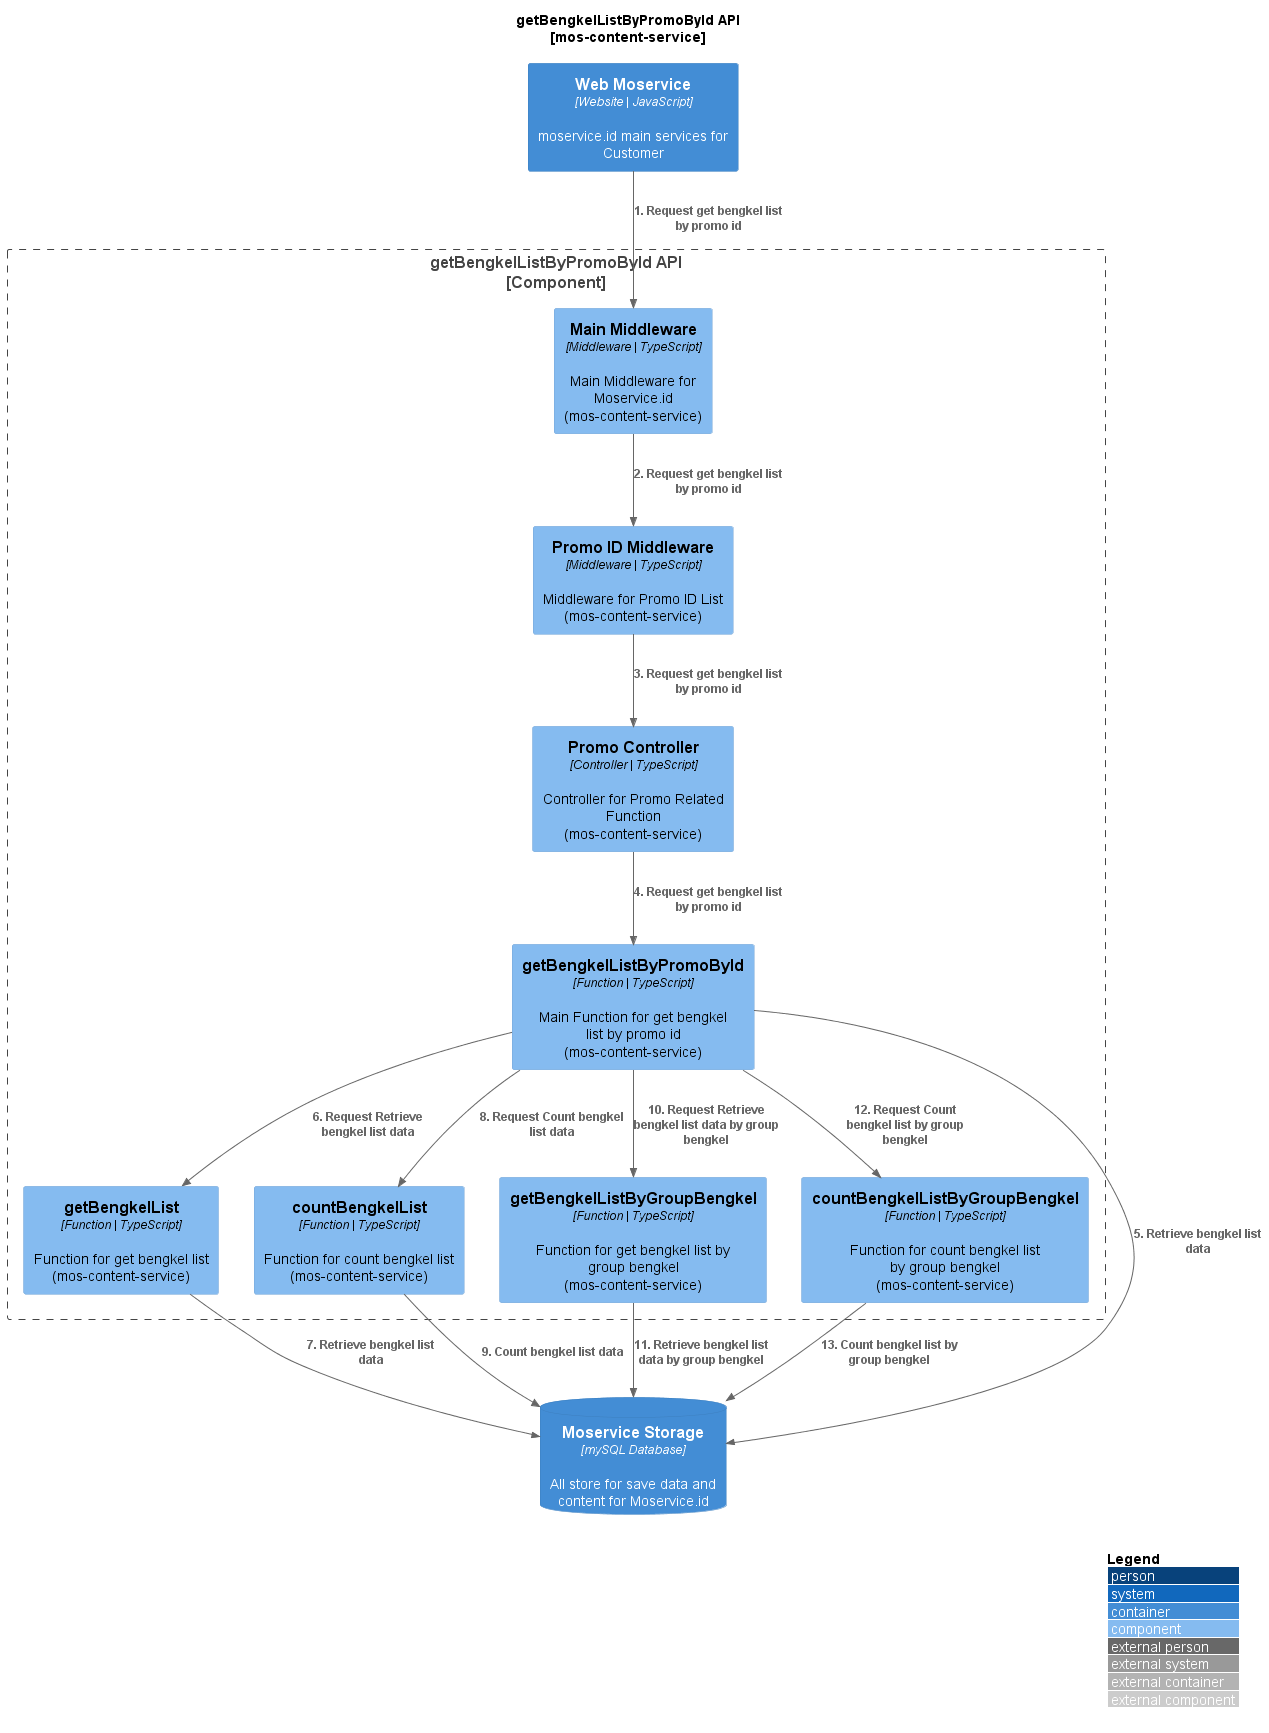 getBengkelListByPromoById API
[mos-content-service]
Web Moservice
[Website | JavaScript]
moservice.id main services for
Customer
1. Request get bengkel list
by promo id
getBengkelListByPromoById API
[Component]
Main Middleware
[Middleware | TypeScript]
Main Middleware for
Moservice.id
(mos-content-service)
2. Request get bengkel list
by promo id
Promo ID Middleware
[Middleware | TypeScript]
Middleware for Promo ID List
(mos-content-service)
3. Request get bengkel list
by promo id
Promo Controller
[Controller | TypeScript]
Controller for Promo Related
Function
(mos-content-service)
4. Request get bengkel list
by promo id
getBengkelListByPromoById
[Function | TypeScript]
Main Function for get bengkel
list by promo id
(mos-content-service)
6. Request Retrieve
bengkel list data
8. Request Count bengkel
list data
10. Request Retrieve
bengkel list data by group
bengkel
12. Request Count
bengkel list by group
bengkel
getBengkelList
[Function | TypeScript]
Function for get bengkel list
(mos-content-service)
countBengkelList
[Function | TypeScript]
Function for count bengkel list
(mos-content-service)
getBengkelListByGroupBengkel
[Function | TypeScript]
Function for get bengkel list by
group bengkel
(mos-content-service)
countBengkelListByGroupBengkel
[Function | TypeScript]
Function for count bengkel list
by group bengkel
(mos-content-service)
5. Retrieve bengkel list
data
7. Retrieve bengkel list
data
9. Count bengkel list data
11. Retrieve bengkel list
data by group bengkel
13. Count bengkel list by
group bengkel
Moservice Storage
[mySQL Database]
All store for save data and
content for Moservice.id
Legend
person
system
container
component
external person
external system
external container
external component